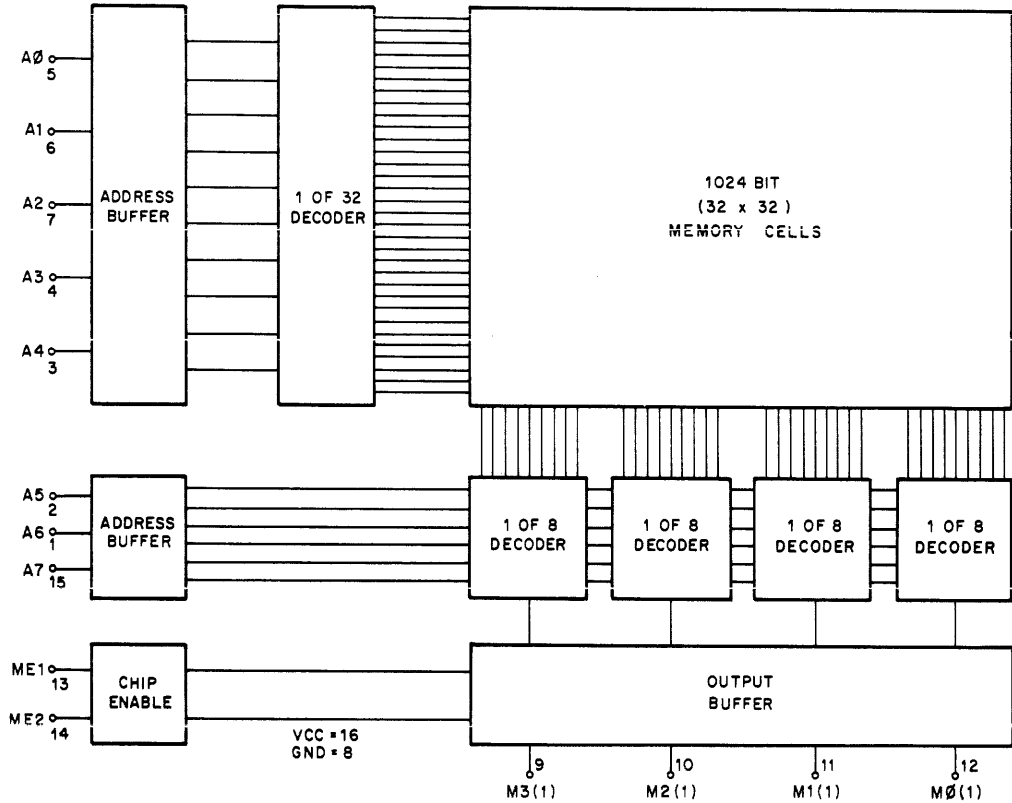 AØ
5
A1
6
A2
7
A3
4
A4
3
ADDRESS
BUFFER
1 OF 32
DECODER
1024 BIT
(32 x 32)
MEMORY CELLS
A5
2
A6
1
A7
15
ADDRESS
BUFFER
1 OF 8
DECODER
1 OF 8
DECODER
1 OF 8
DECODER
1 OF 8
DECODER
ME1
13
ME2
14
CHIP
ENABLE
VCC = 16
GND = 8
OUTPUT
BUFFER
9
M3(1)
10
M2(1)
11
M1(1)
12
MØ(1)